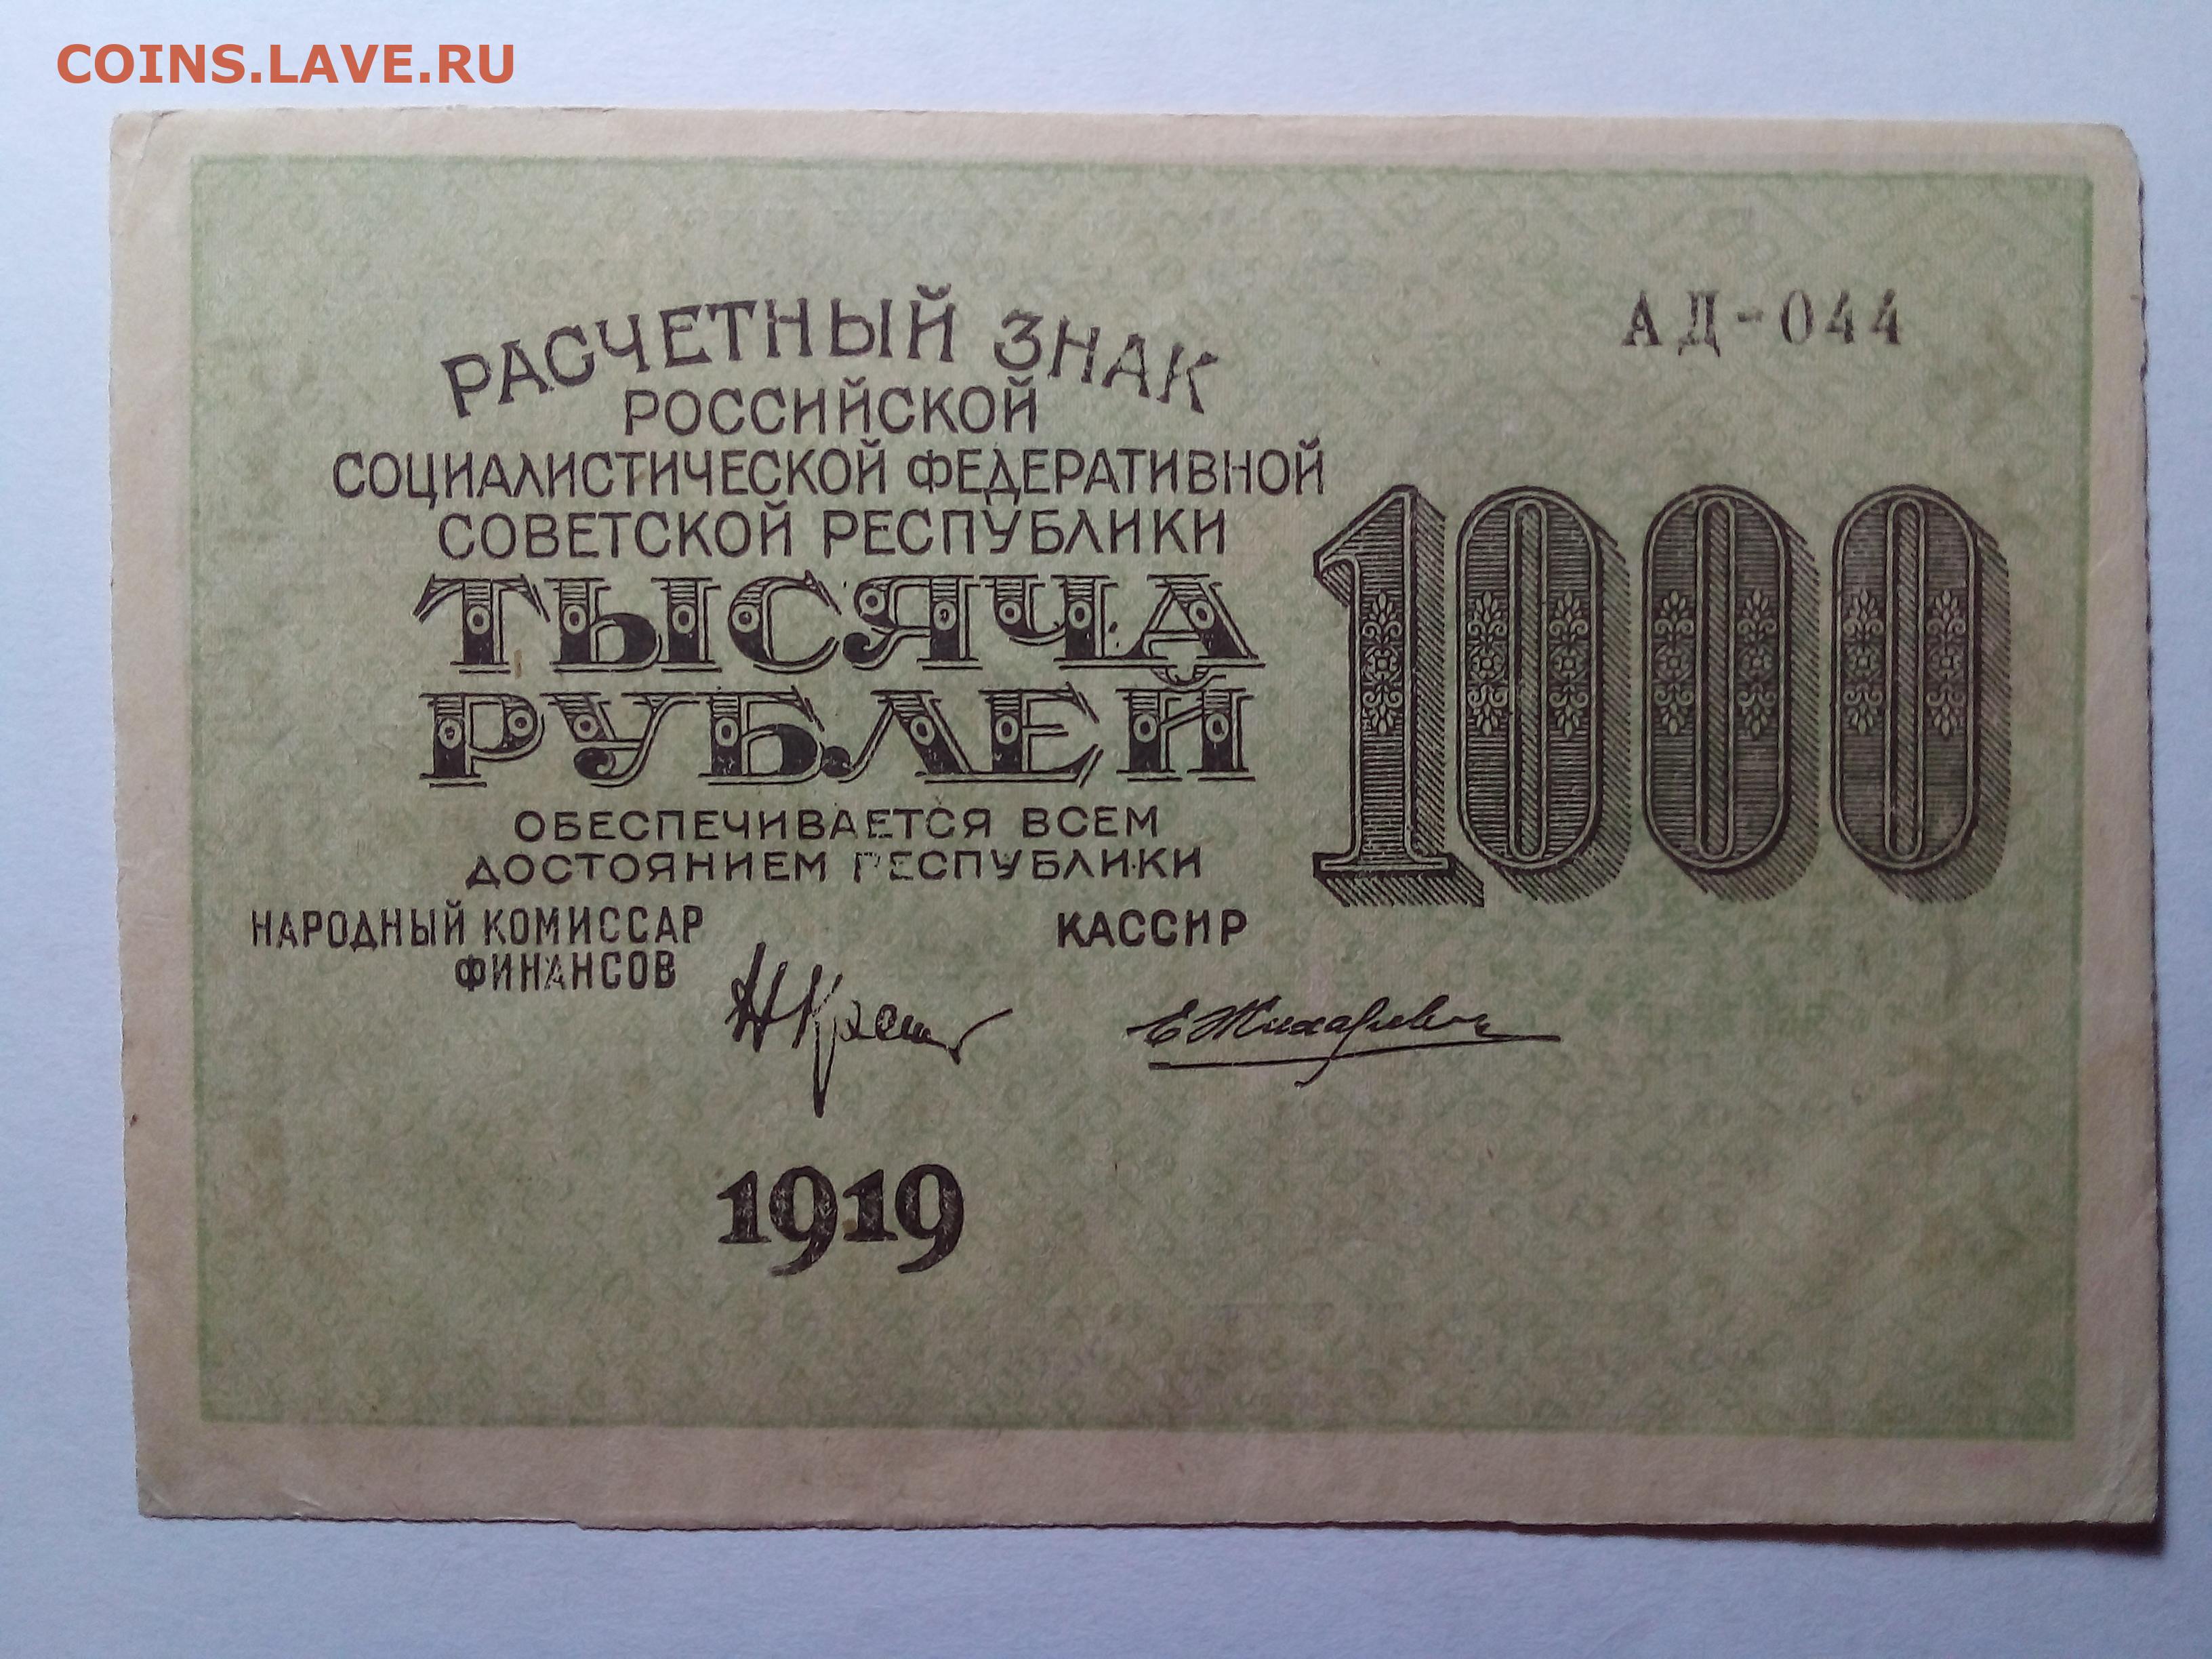 COINS.LAVE.RU
РАСЧЕТНЫЙ ЗНАК
АД-044
РОССИЙСКОЙ
СОЦИАЛИСТИЧЕСКОЙ ФЕДЕРАТИВНОЙ
СОВЕТСКОЙ РЕСПУБЛИКИ
ТЫСЯЧА
РУБЛЕЙ
1000
ОБЕСПЕЧИВАЕТСЯ ВСЕМ
ДОСТОЯНИЕМ РЕСПУБЛИКИ
НАРОДНЫЙ КОМИССАР
ФИНАНСОВ
КАССИР
1919